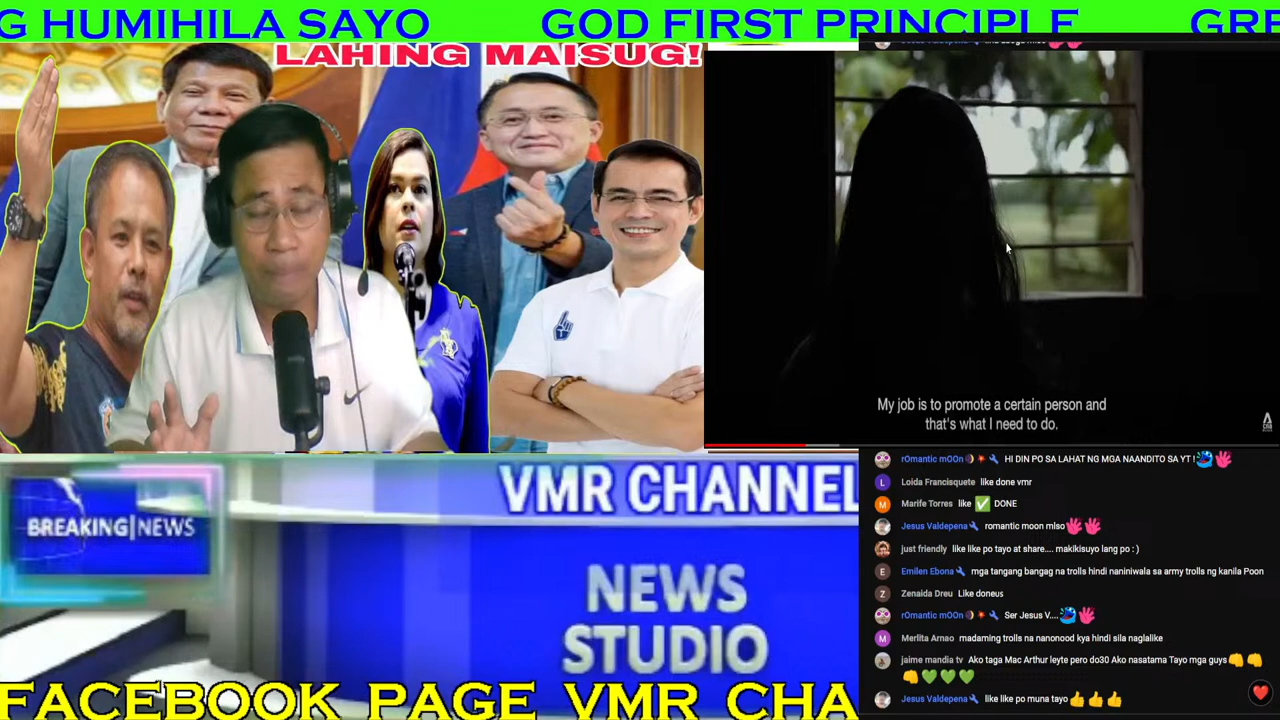 G HUMIHILA SAYO GOD FIRST PRINCIPLE GRE
LAHING MAISUG!
My job is to promote a certain person and
that's what I need to do.
VMR CHANNEL
BREAKING|NEWS
NEWS
STUDIO
FACEBOOK PAGE VMR CHA
rOmantic mOOn HI DIN PO SA LAHAT NG MGA NAANDITO SA YT !
Loida Francisquete like done vmr
Marife Torres like ✅ DONE
Jesus Valdepena romantic moon mlso
just friendly like like po tayo at share.... makikisuyo lang po : )
Emilen Ebona mga tangang bangag na trolls hindi naniniwala sa army trolls ng kanila Poon
Zenaida Dreu Like doneus
rOmantic mOOn Ser Jesus V....
Merlita Arnao madaming trolls na nanonood kya hindi sila naglalike
jaime mandia tv Ako taga Mac Arthur leyte pero do30 Ako nasatama Tayo mga guys
Jesus Valdepena like like po muna tayo